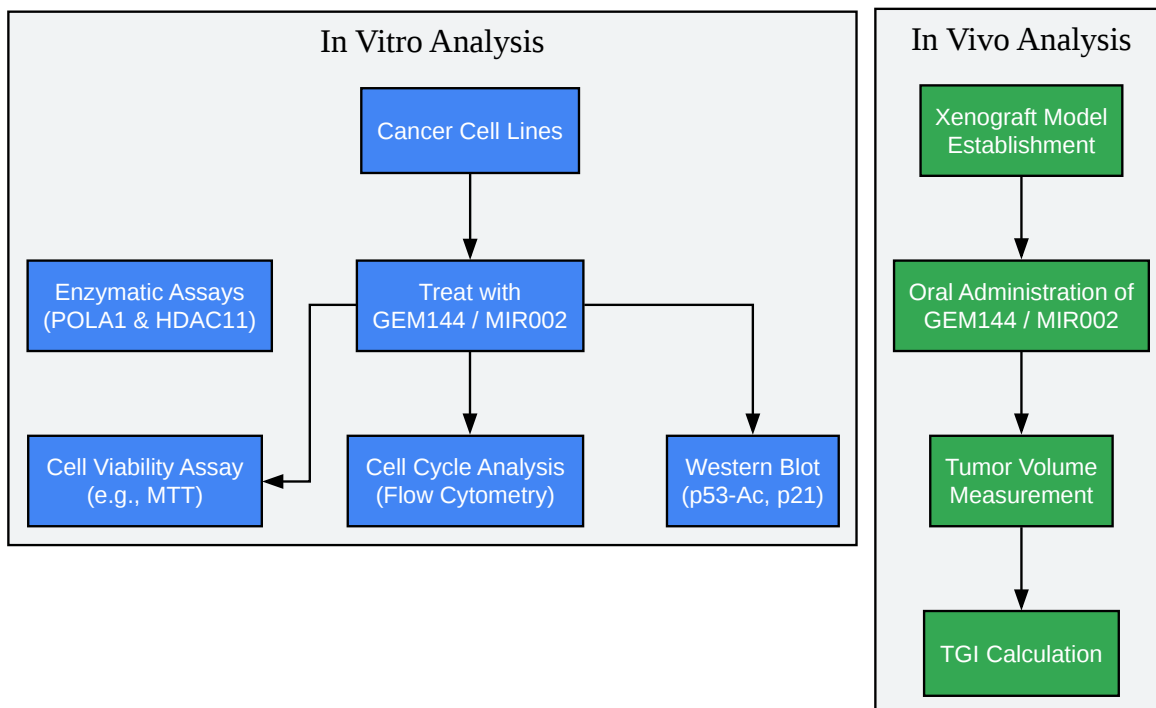 In Vitro Analysis
Cancer Cell Lines
Enzymatic Assays
(POLA1 & HDAC11)
Treat with
GEM144 / MIR002
Cell Viability Assay
(e.g., MTT)
Cell Cycle Analysis
(Flow Cytometry)
Western Blot
(p53-Ac, p21)
In Vivo Analysis
Xenograft Model
Establishment
Oral Administration of
GEM144 / MIR002
Tumor Volume
Measurement
TGI Calculation